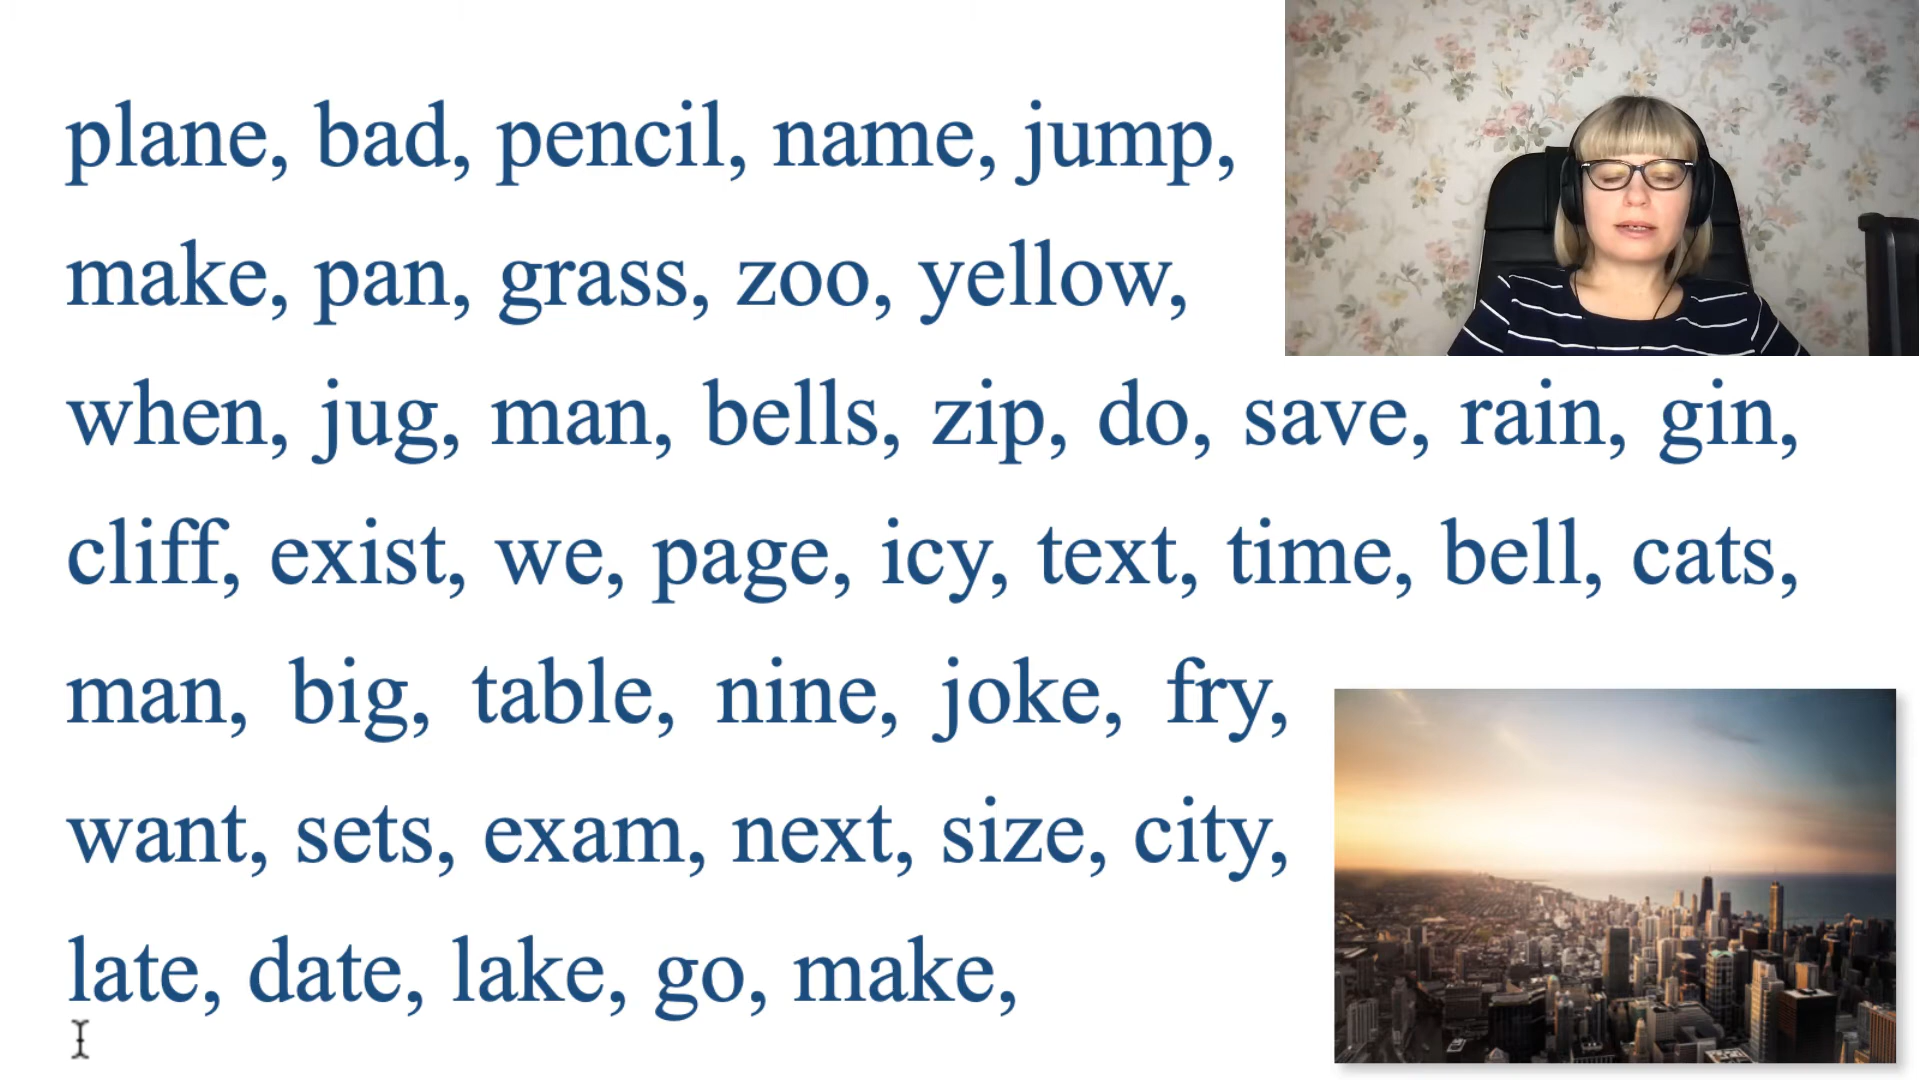 plane, bad, pencil, name, jump,
make, pan, grass, zoo, yellow,
when, jug, man, bells, zip, do, save, rain, gin,
cliff, exist, we, page, icy, text, time, bell, cats,
man, big, table, nine, joke, fry,
want, sets, exam, next, size, city,
late, date, lake, go, make,